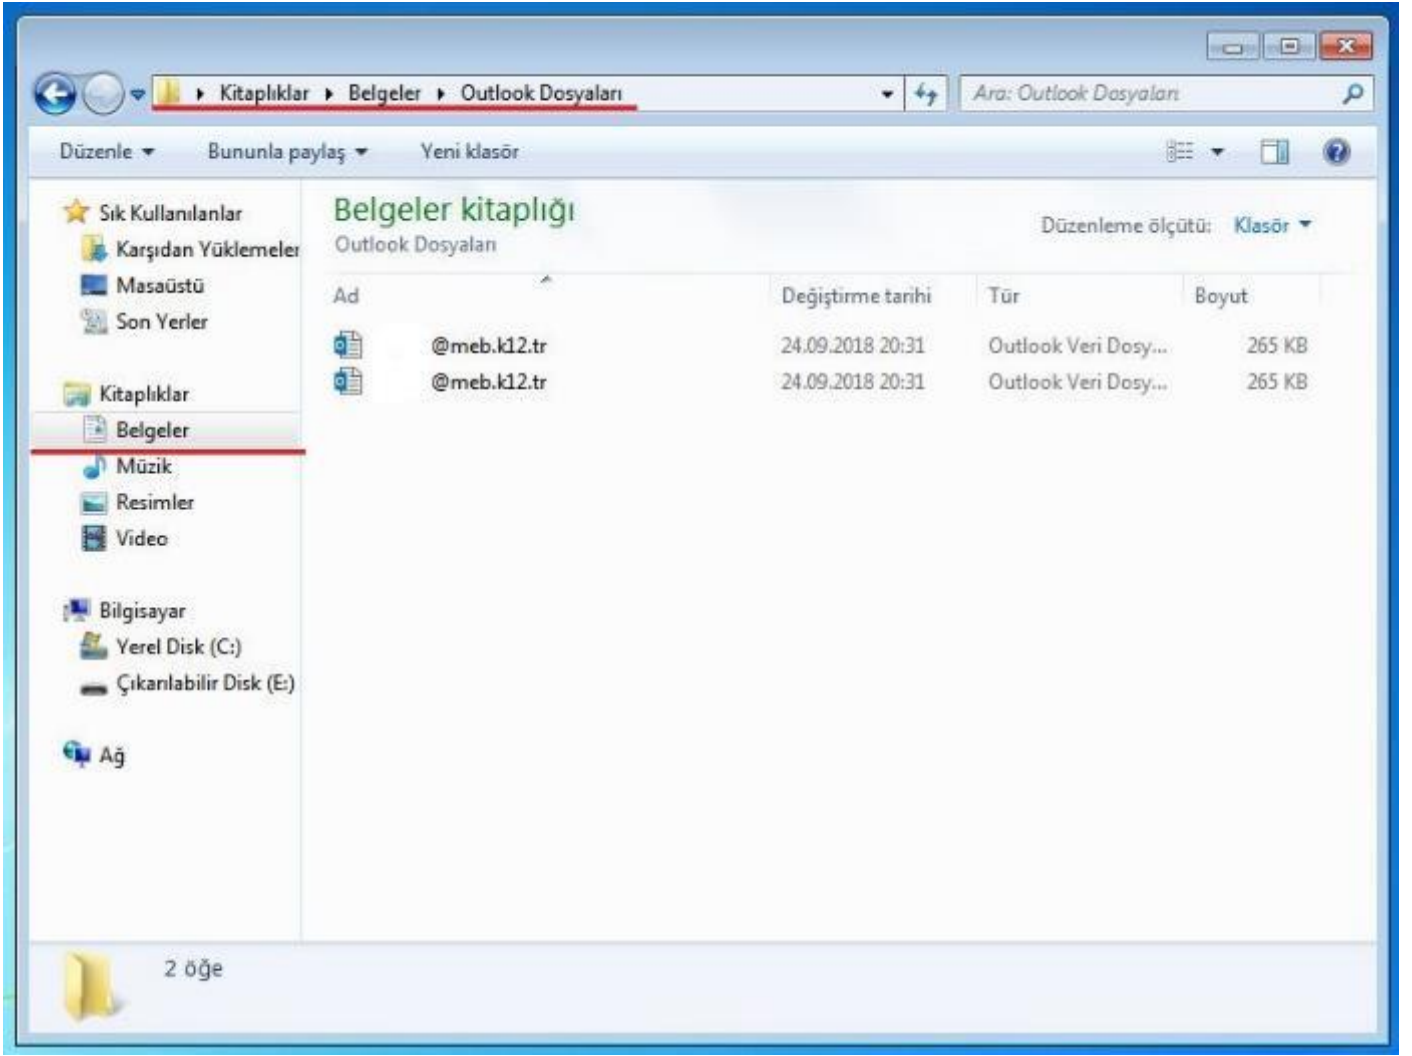 Kitaplıklar Belgeler Outlook Dosyaları
Ara: Outlook Dosyaları
Düzenle Bununla paylaş Yeni klasör
Sık Kullanılanlar
Karşıdan Yüklemeler
Masaüstü
Son Yerler
Kitaplıklar
Belgeler
Müzik
Resimler
Video
Bilgisayar
Yerel Disk (C:)
Çıkarılabilir Disk (E:)
Ağ
Belgeler kitaplığı
Outlook Dosyaları
Düzenleme ölçütü: Klasör
Ad Değiştirme tarihi Tür Boyut
@meb.k12.tr 24.09.2018 20:31 Outlook Veri Dosy... 265 KB
@meb.k12.tr 24.09.2018 20:31 Outlook Veri Dosy... 265 KB
2 öğe